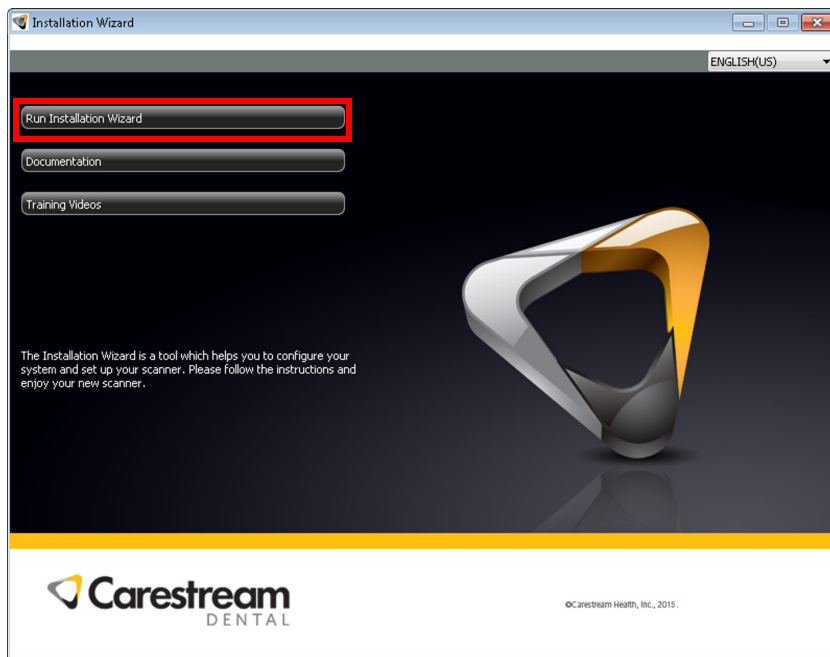 Installation Wizard
ENGLISH(US)
Run Installation Wizard
Documentation
Training Videos
The Installation Wizard is a tool which helps you to configure your
system and set up your scanner. Please follow the instructions and
enjoy your new scanner.
Carestream
DENTAL
©Carestream Health, Inc., 2015.